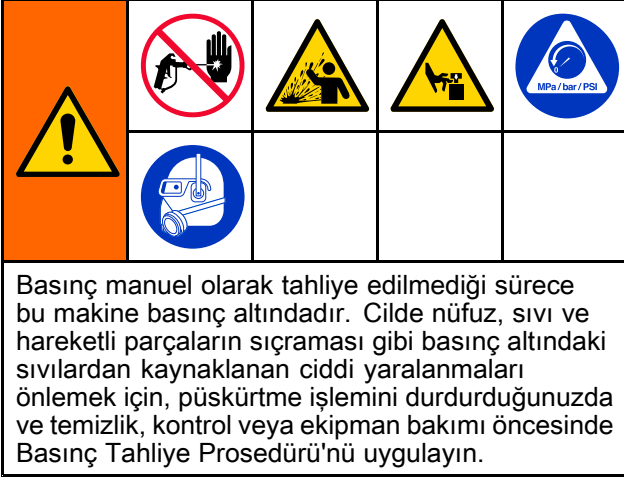 MPa / bar / PSI
Basınç manuel olarak tahliye edilmediği sürece
bu makine basınç altındadır. Cilde nüfuz, sıvı ve
hareketli parçaların sıçraması gibi basınç altındaki
sıvılardan kaynaklanan ciddi yaralanmaları
önlemek için, püskürtme işlemini durdurduğunuzda
ve temizlik, kontrol veya ekipman bakımı öncesinde
Basınç Tahliye Prosedürü'nü uygulayın.